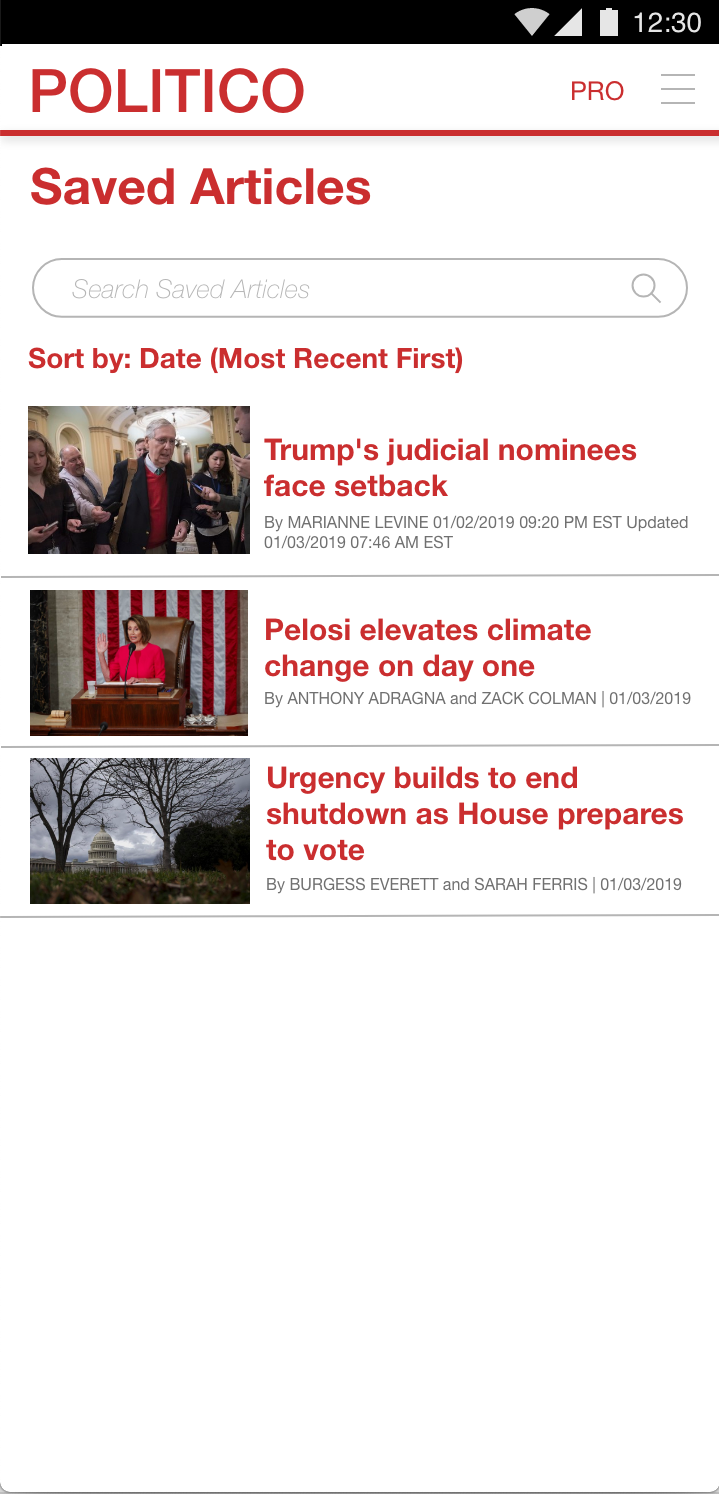 12:30
POLITICO
PRO
Saved Articles
Search Saved Articles
Sort by: Date (Most Recent First)
Trump's judicial nominees
face setback
By MARIANNE LEVINE 01/02/2019 09:20 PM EST Updated
01/03/2019 07:46 AM EST
Pelosi elevates climate
change on day one
By ANTHONY ADRAGNA and ZACK COLMAN | 01/03/2019
Urgency builds to end
shutdown as House prepares
to vote
By BURGESS EVERETT and SARAH FERRIS | 01/03/2019